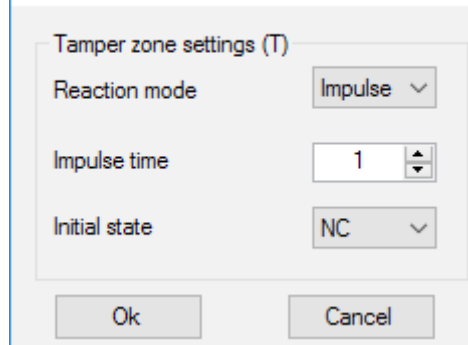 Tamper zone settings (T)
Reaction mode Impulse
Impulse time 1
Initial state NC
Ok Cancel